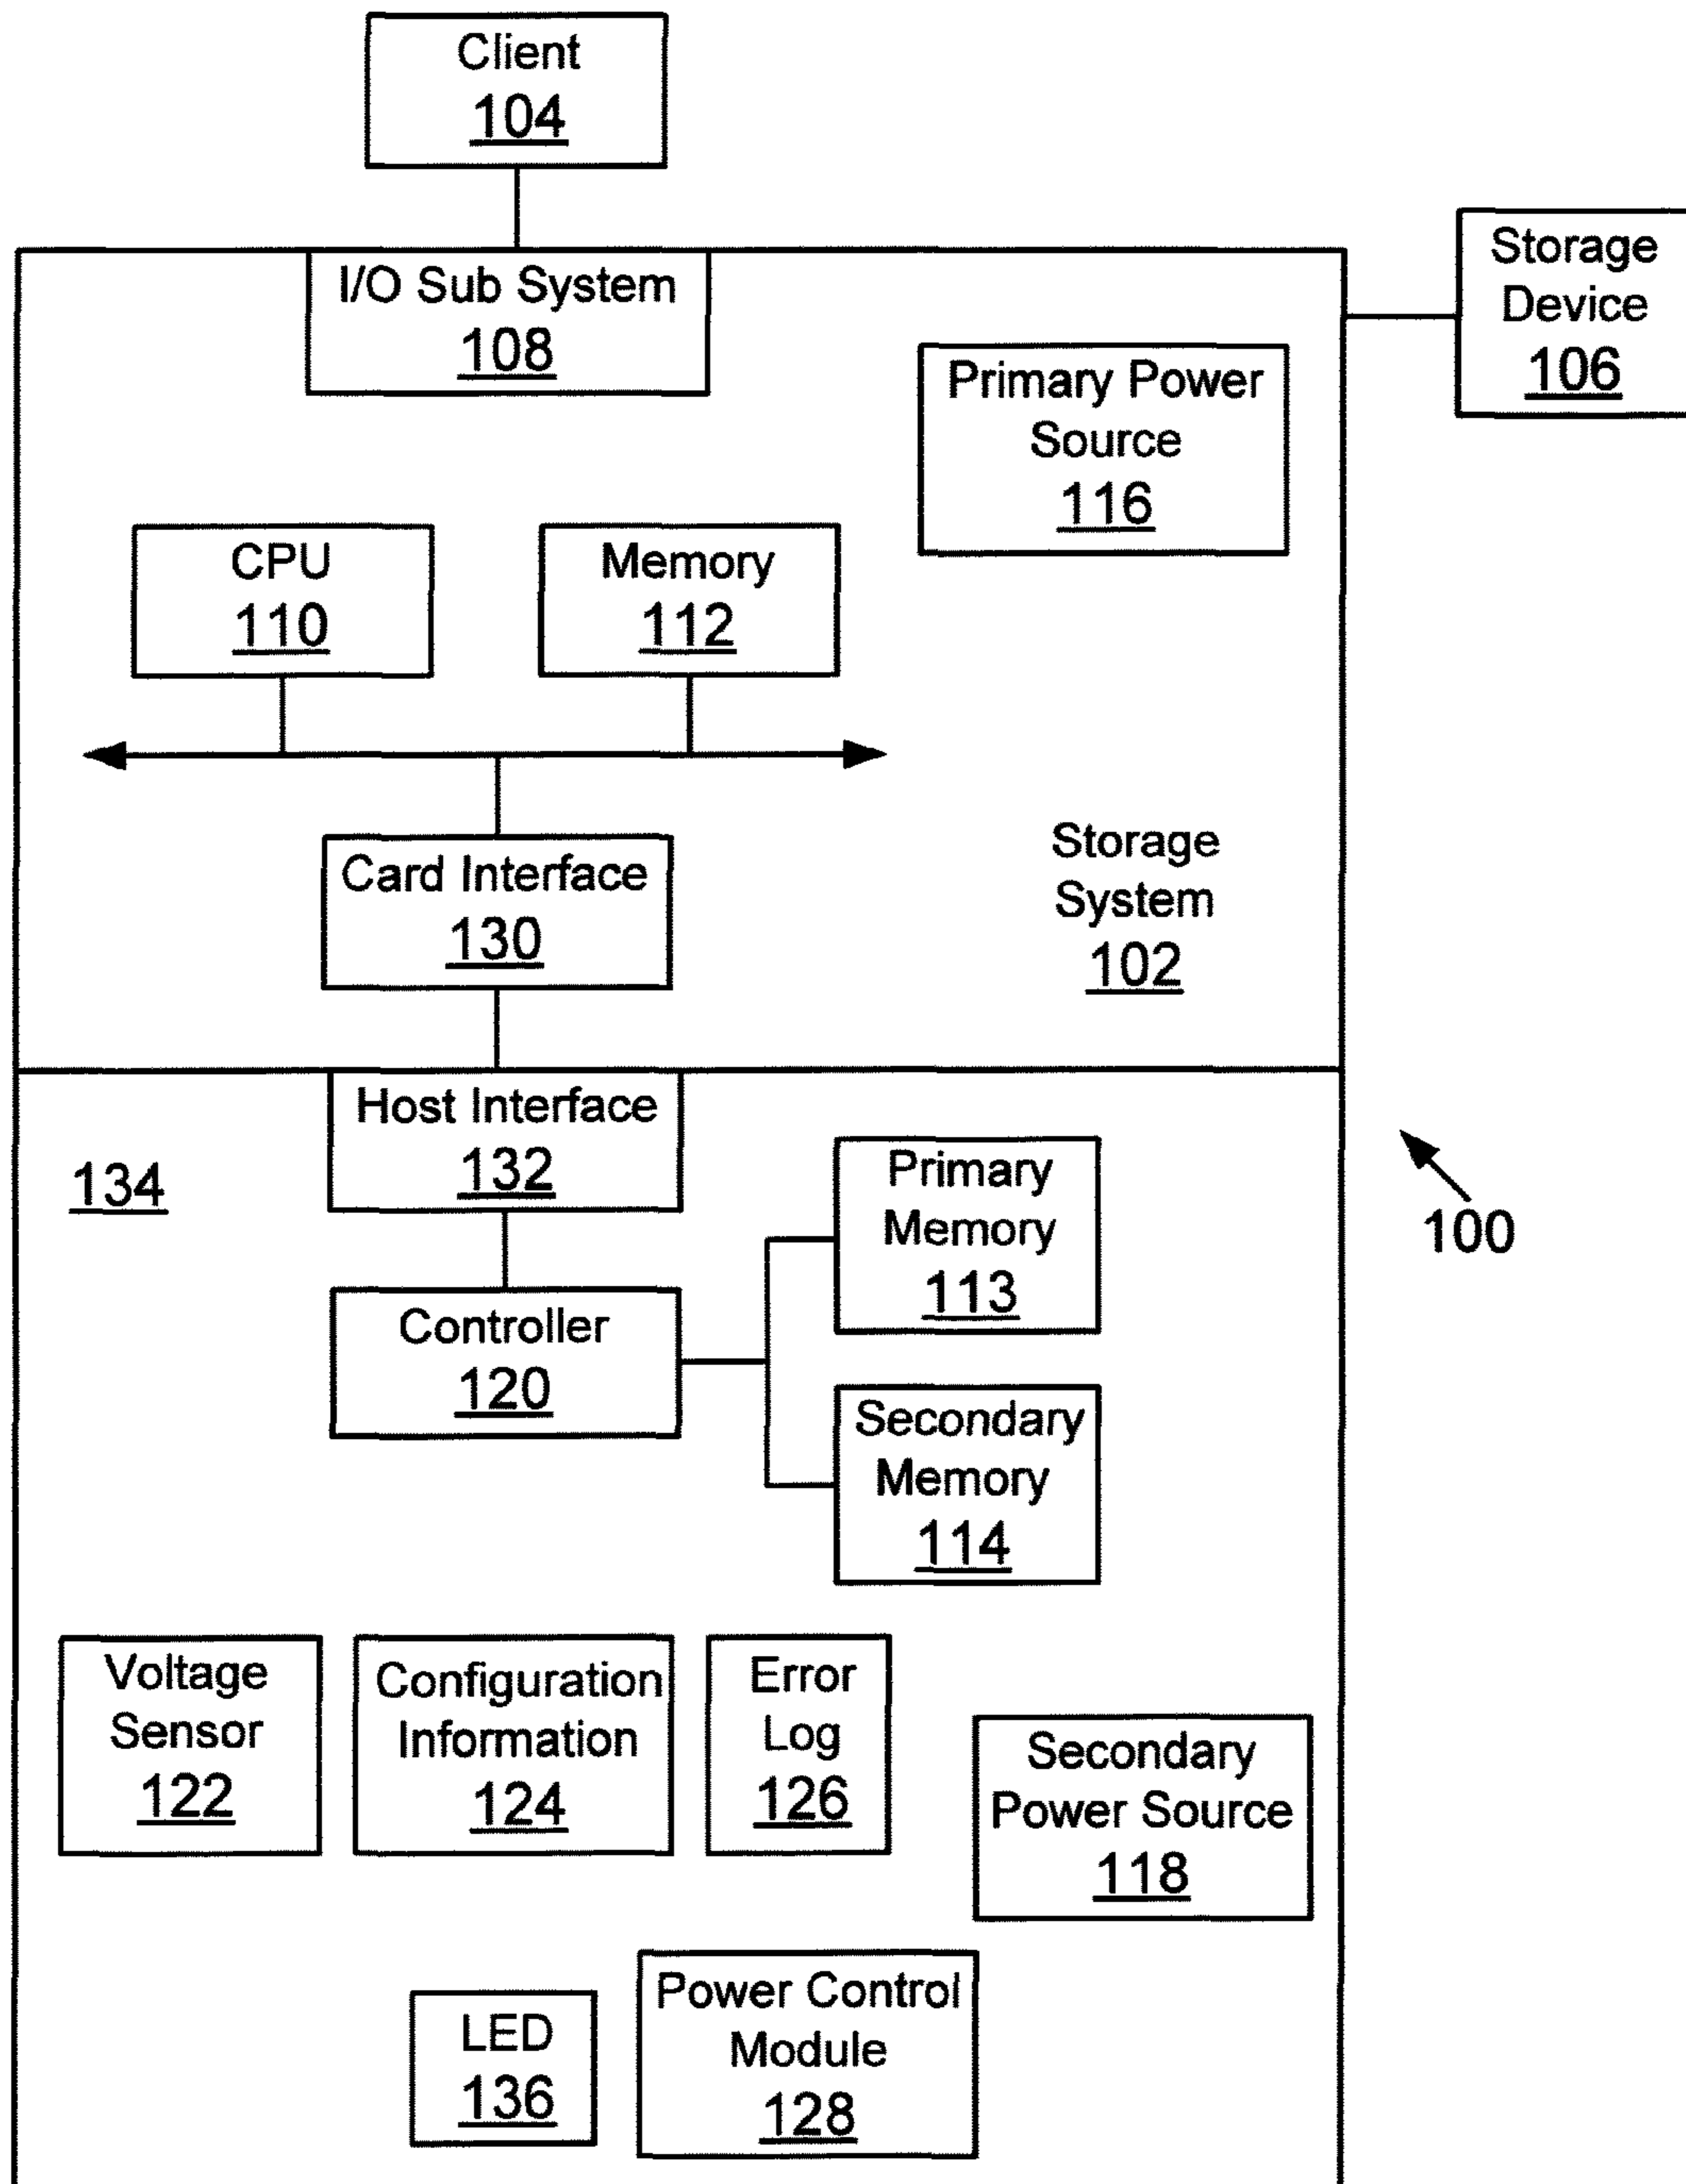 Client
104
Storage
Device
106
I/O Sub System
108
Primary Power
Source
116
CPU
110
Memory
112
Card Interface
130
Storage
System
102
Host Interface
132
134
Primary
Memory
113
100
Controller
120
Secondary
Memory
114
Voltage
Sensor
122
Configuration
Information
124
Error
Log
126
Secondary
Power Source
118
LED
136
Power Control
Module
128